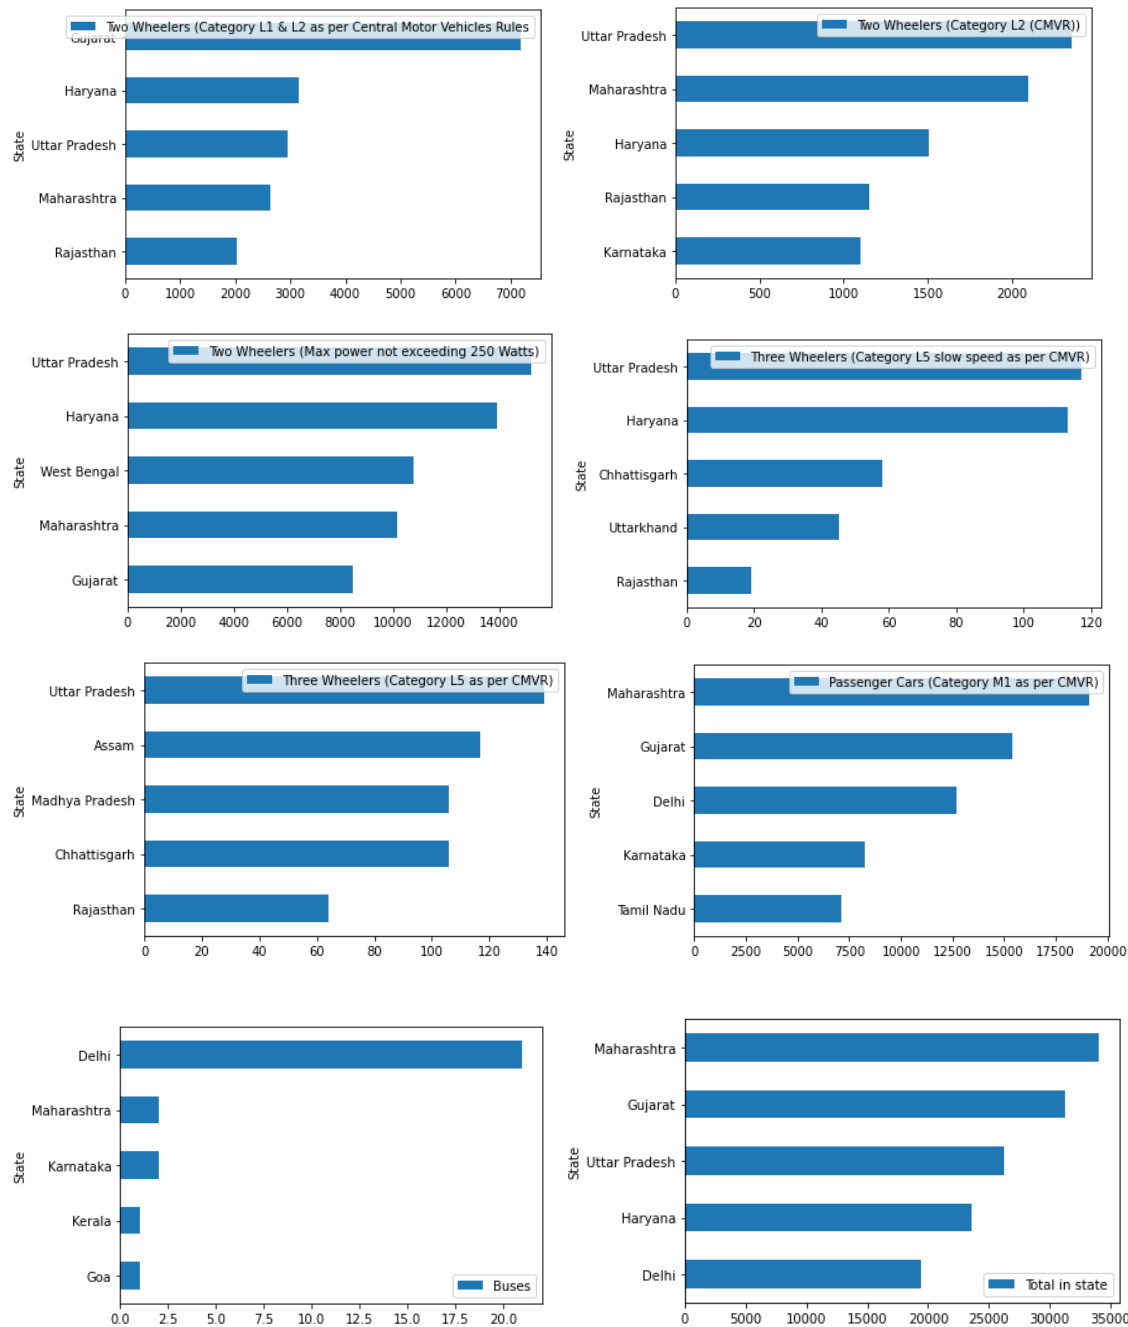 Two Wheelers (Category L1 & L2 as per Central Motor Vehicles Rules
Gujarat
Haryana
Uttar Pradesh
Maharashtra
Rajasthan
State
0 1000 2000 3000 4000 5000 6000 7000
Two Wheelers (Category L2 (CMVR))
Uttar Pradesh
Maharashtra
Haryana
Rajasthan
Karnataka
State
0 500 1000 1500 2000
Two Wheelers (Max power not exceeding 250 Watts)
Uttar Pradesh
Haryana
West Bengal
Maharashtra
Gujarat
State
0 2000 4000 6000 8000 10000 12000 14000
Three Wheelers (Category L5 slow speed as per CMVR)
Uttar Pradesh
Haryana
Chhattisgarh
Uttarkhand
Rajasthan
State
0 20 40 60 80 100 120
Three Wheelers (Category L5 as per CMVR)
Uttar Pradesh
Assam
Madhya Pradesh
Chhattisgarh
Rajasthan
State
0 20 40 60 80 100 120 140
Passenger Cars (Category M1 as per CMVR)
Maharashtra
Gujarat
Delhi
Karnataka
Tamil Nadu
State
0 2500 5000 7500 10000 12500 15000 17500 20000
Delhi
Maharashtra
Karnataka
Kerala
Goa
State
Buses
0.0 2.5 5.0 7.5 10.0 12.5 15.0 17.5 20.0
Maharashtra
Gujarat
Uttar Pradesh
Haryana
Delhi
State
Total in state
0 5000 10000 15000 20000 25000 30000 35000